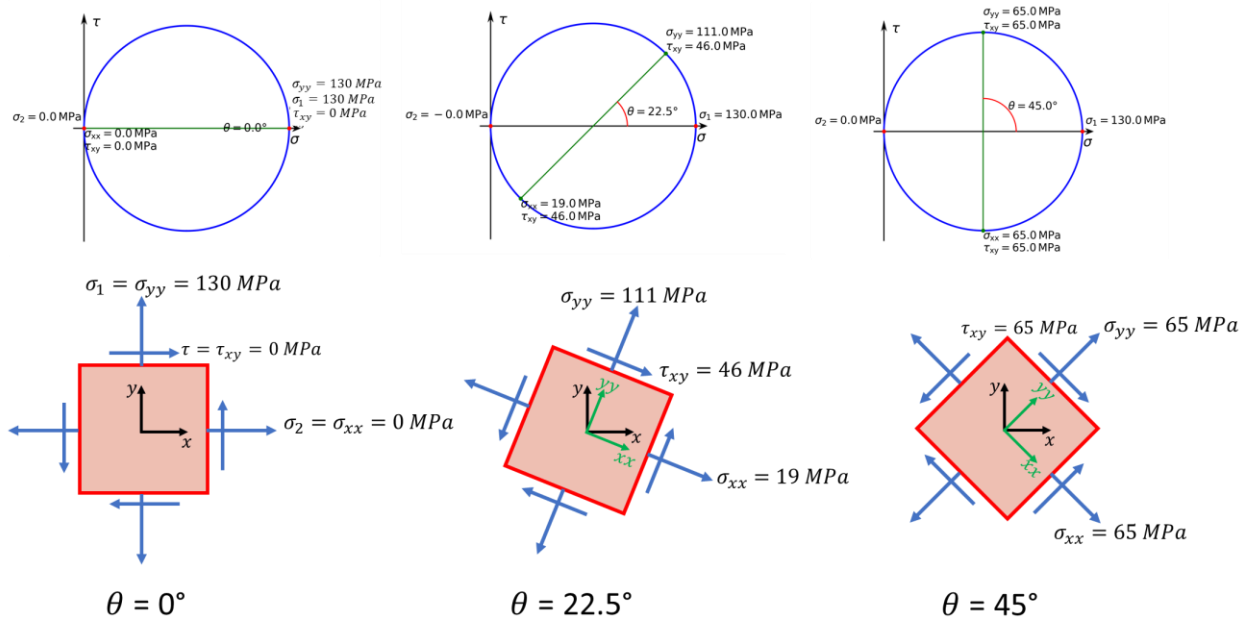 τ
σ_yy = 130 MPa
σ_1 = 130 MPa
τ_xy = 0 MPa
σ_2 = 0.0 MPa
σ_xx = 0.0 MPa
τ_xy = 0.0 MPa
θ = 0.0°
σ
τ
σ_yy = 111.0 MPa
τ_xy = 46.0 MPa
θ = 22.5°
σ_2 = − 0.0 MPa
σ_1 = 130.0 MPa
σ
σ_xx = 19.0 MPa
τ_xy = 46.0 MPa
σ_yy = 65.0 MPa
τ_xy = 65.0 MPa
τ
θ = 45.0°
σ_2 = 0.0 MPa
σ_1 = 130.0 MPa
σ
σ_xx = 65.0 MPa
τ_xy = 65.0 MPa
σ_1 = σ_yy = 130 MPa
τ = τ_xy = 0 MPa
y
x
σ_2 = σ_xx = 0 MPa
σ_yy = 111 MPa
τ_xy = 46 MPa
y
yy
x
xx
σ_xx = 19 MPa
τ_xy = 65 MPa
σ_yy = 65 MPa
y
yy
x
xx
σ_xx = 65 MPa
θ = 0°
θ = 22.5°
θ = 45°